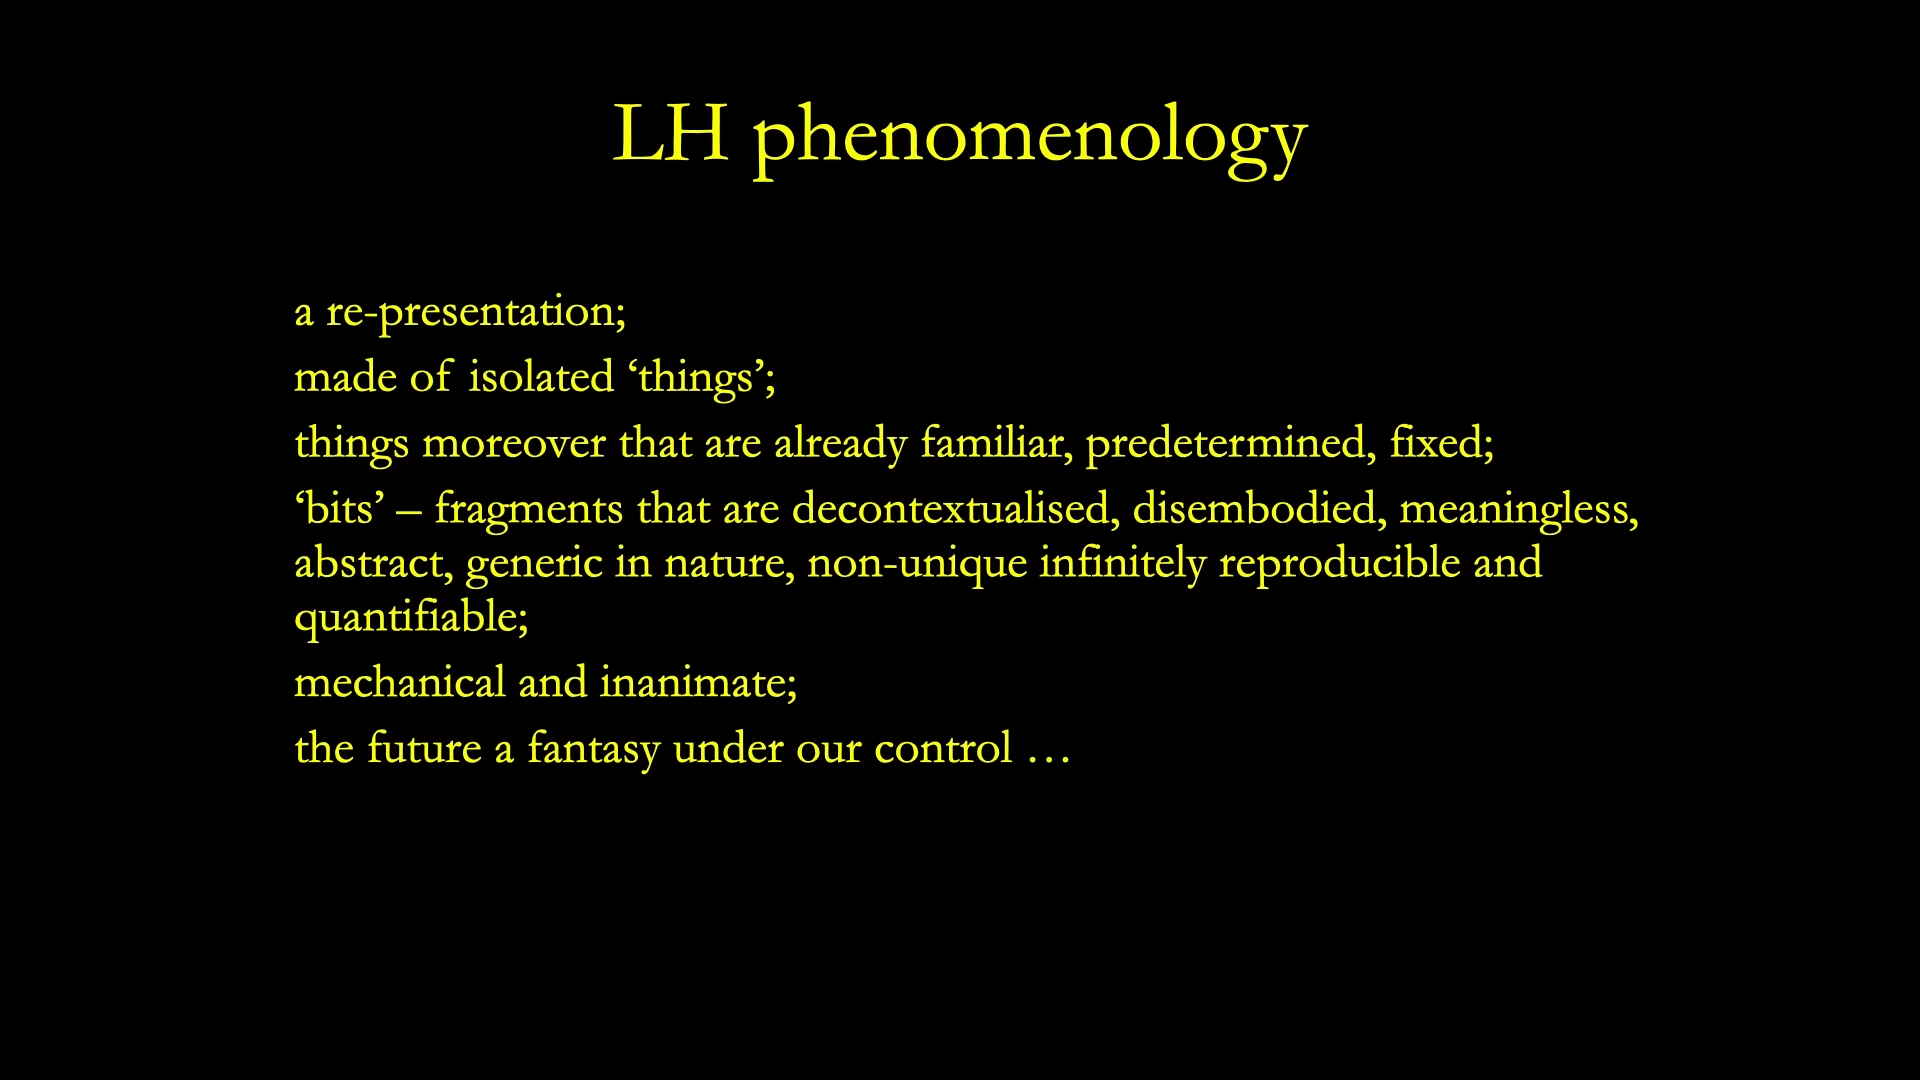 LH phenomenology
a re-presentation;
made of isolated ‘things’;
things moreover that are already familiar, predetermined, fixed;
‘bits’ – fragments that are decontextualised, disembodied, meaningless,
abstract, generic in nature, non-unique infinitely reproducible and
quantifiable;
mechanical and inanimate;
the future a fantasy under our control …